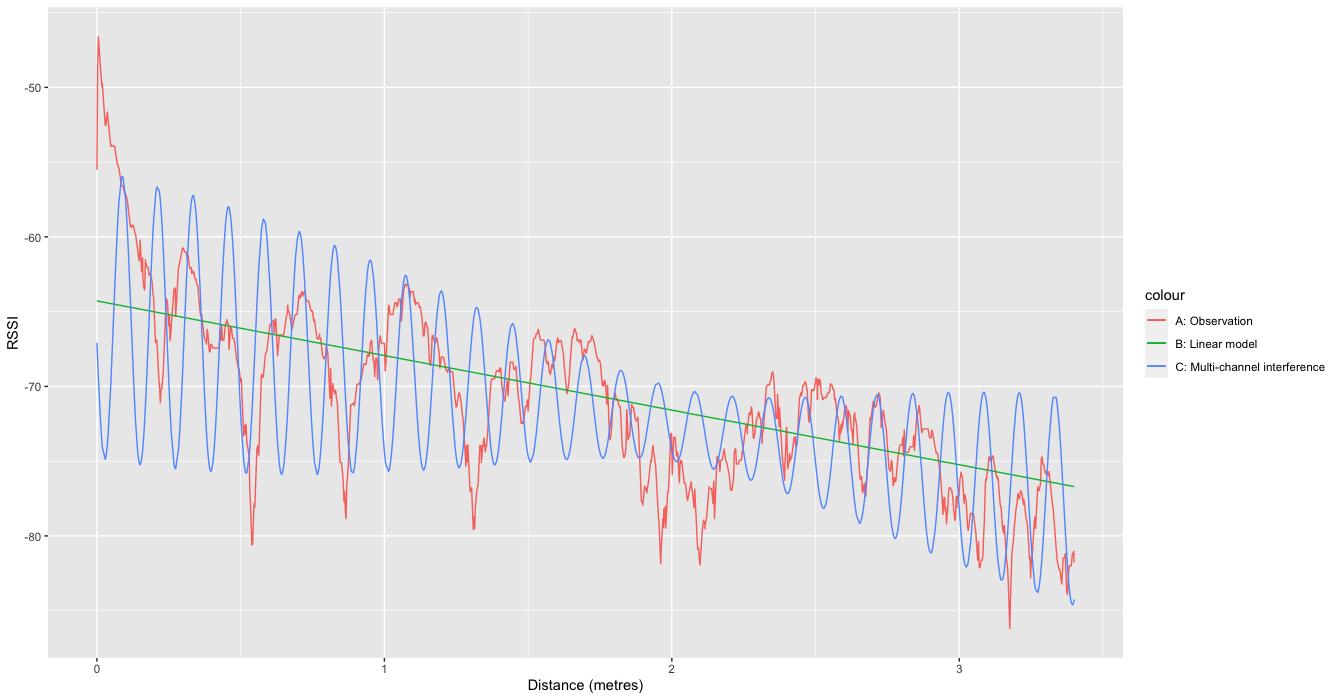 RSSI
-50
-60
-70
-80
0
1
2
3
Distance (metres)
colour
A: Observation
B: Linear model
C: Multi-channel interference